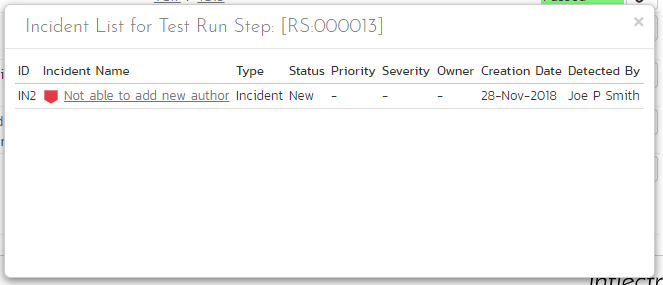 Incident List for Test Run Step: [RS:000013]
×
ID Incident Name Type Status Priority Severity Owner Creation Date Detected By
IN2 Not able to add new author Incident New - - - 28-Nov-2018 Joe P Smith